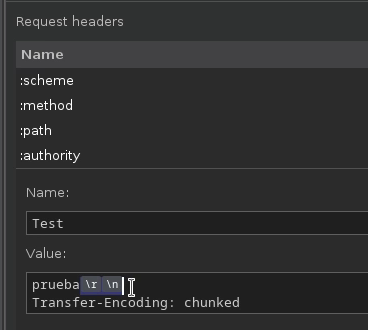 Request headers
Name
:scheme
:method
:path
:authority
Name:
Test
Value:
prueba \r \n
Transfer-Encoding: chunked